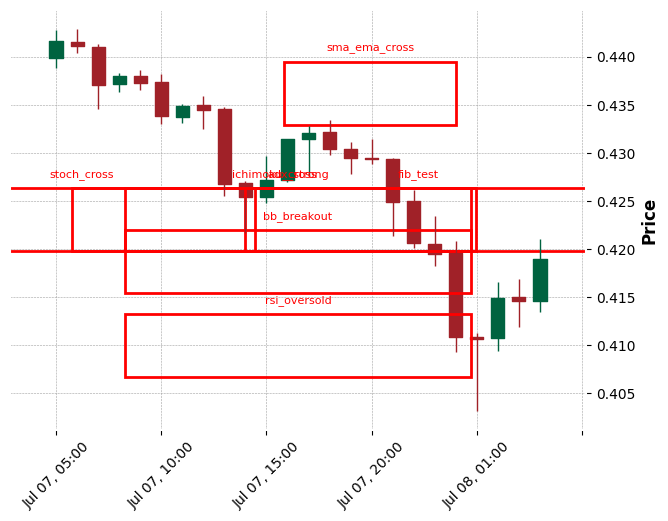 sma_ema_cross
stoch_cross
fib_test
bb_breakout
rsi_oversold
0.440
0.435
0.430
0.425
0.420
0.415
0.410
0.405
Price
Jul 07, 05:00
Jul 07, 10:00
Jul 07, 15:00
Jul 07, 20:00
Jul 08, 01:00